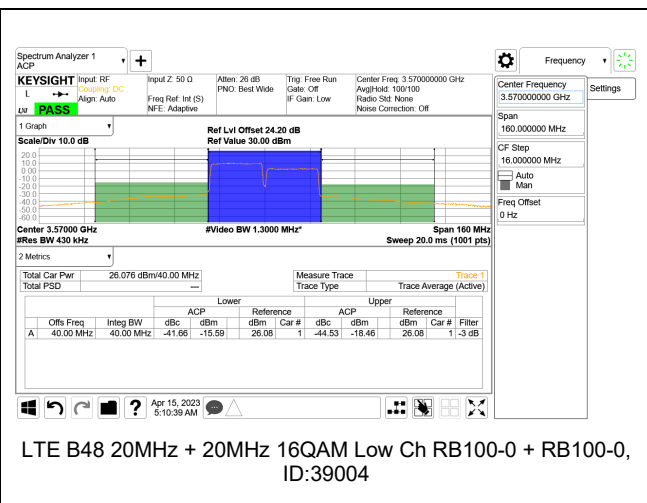 Spectrum Analyzer 1
ACP
+
Frequency
KEYSIGHT
Input: RF
Coupling: DC
Align: Auto
Input Z: 50 Ω
Freq Ref: Int (S)
NFE: Adaptive
Atten: 26 dB
PNO: Best Wide
Trig: Free Run
Gate: Off
IF Gain: Low
Center Freq: 3.570000000 GHz
Avg|Hold: 100/100
Radio Std: None
Noise Correction: Off
L
LXI
PASS
Center Frequency
3.570000000 GHz
Settings
Span
160.000000 MHz
CF Step
16.000000 MHz
Auto
Man
Freq Offset
0 Hz
1 Graph
Scale/Div 10.0 dB
Ref Lvl Offset 24.20 dB
Ref Value 30.00 dBm
20.0
10.0
0.00
-10.0
-20.0
-30.0
-40.0
-50.0
-60.0
Center 3.57000 GHz
#Video BW 1.3000 MHz*
Span 160 MHz
#Res BW 430 kHz
Sweep 20.0 ms (1001 pts)
2 Metrics
Total Car Pwr 26.076 dBm/40.00 MHz
Total PSD ---
Measure Trace Trace 1
Trace Type Trace Average (Active)
Lower Upper
ACP Reference ACP Reference
Offs Freq Integ BW dBc dBm dBm Car # dBc dBm dBm Car # Filter
A 40.00 MHz 40.00 MHz -41.66 -15.59 26.08 1 -44.53 -18.46 26.08 1 -3 dB
?
Apr 15, 2023
5:10:39 AM
LTE B48 20MHz + 20MHz 16QAM Low Ch RB100-0 + RB100-0,
ID:39004